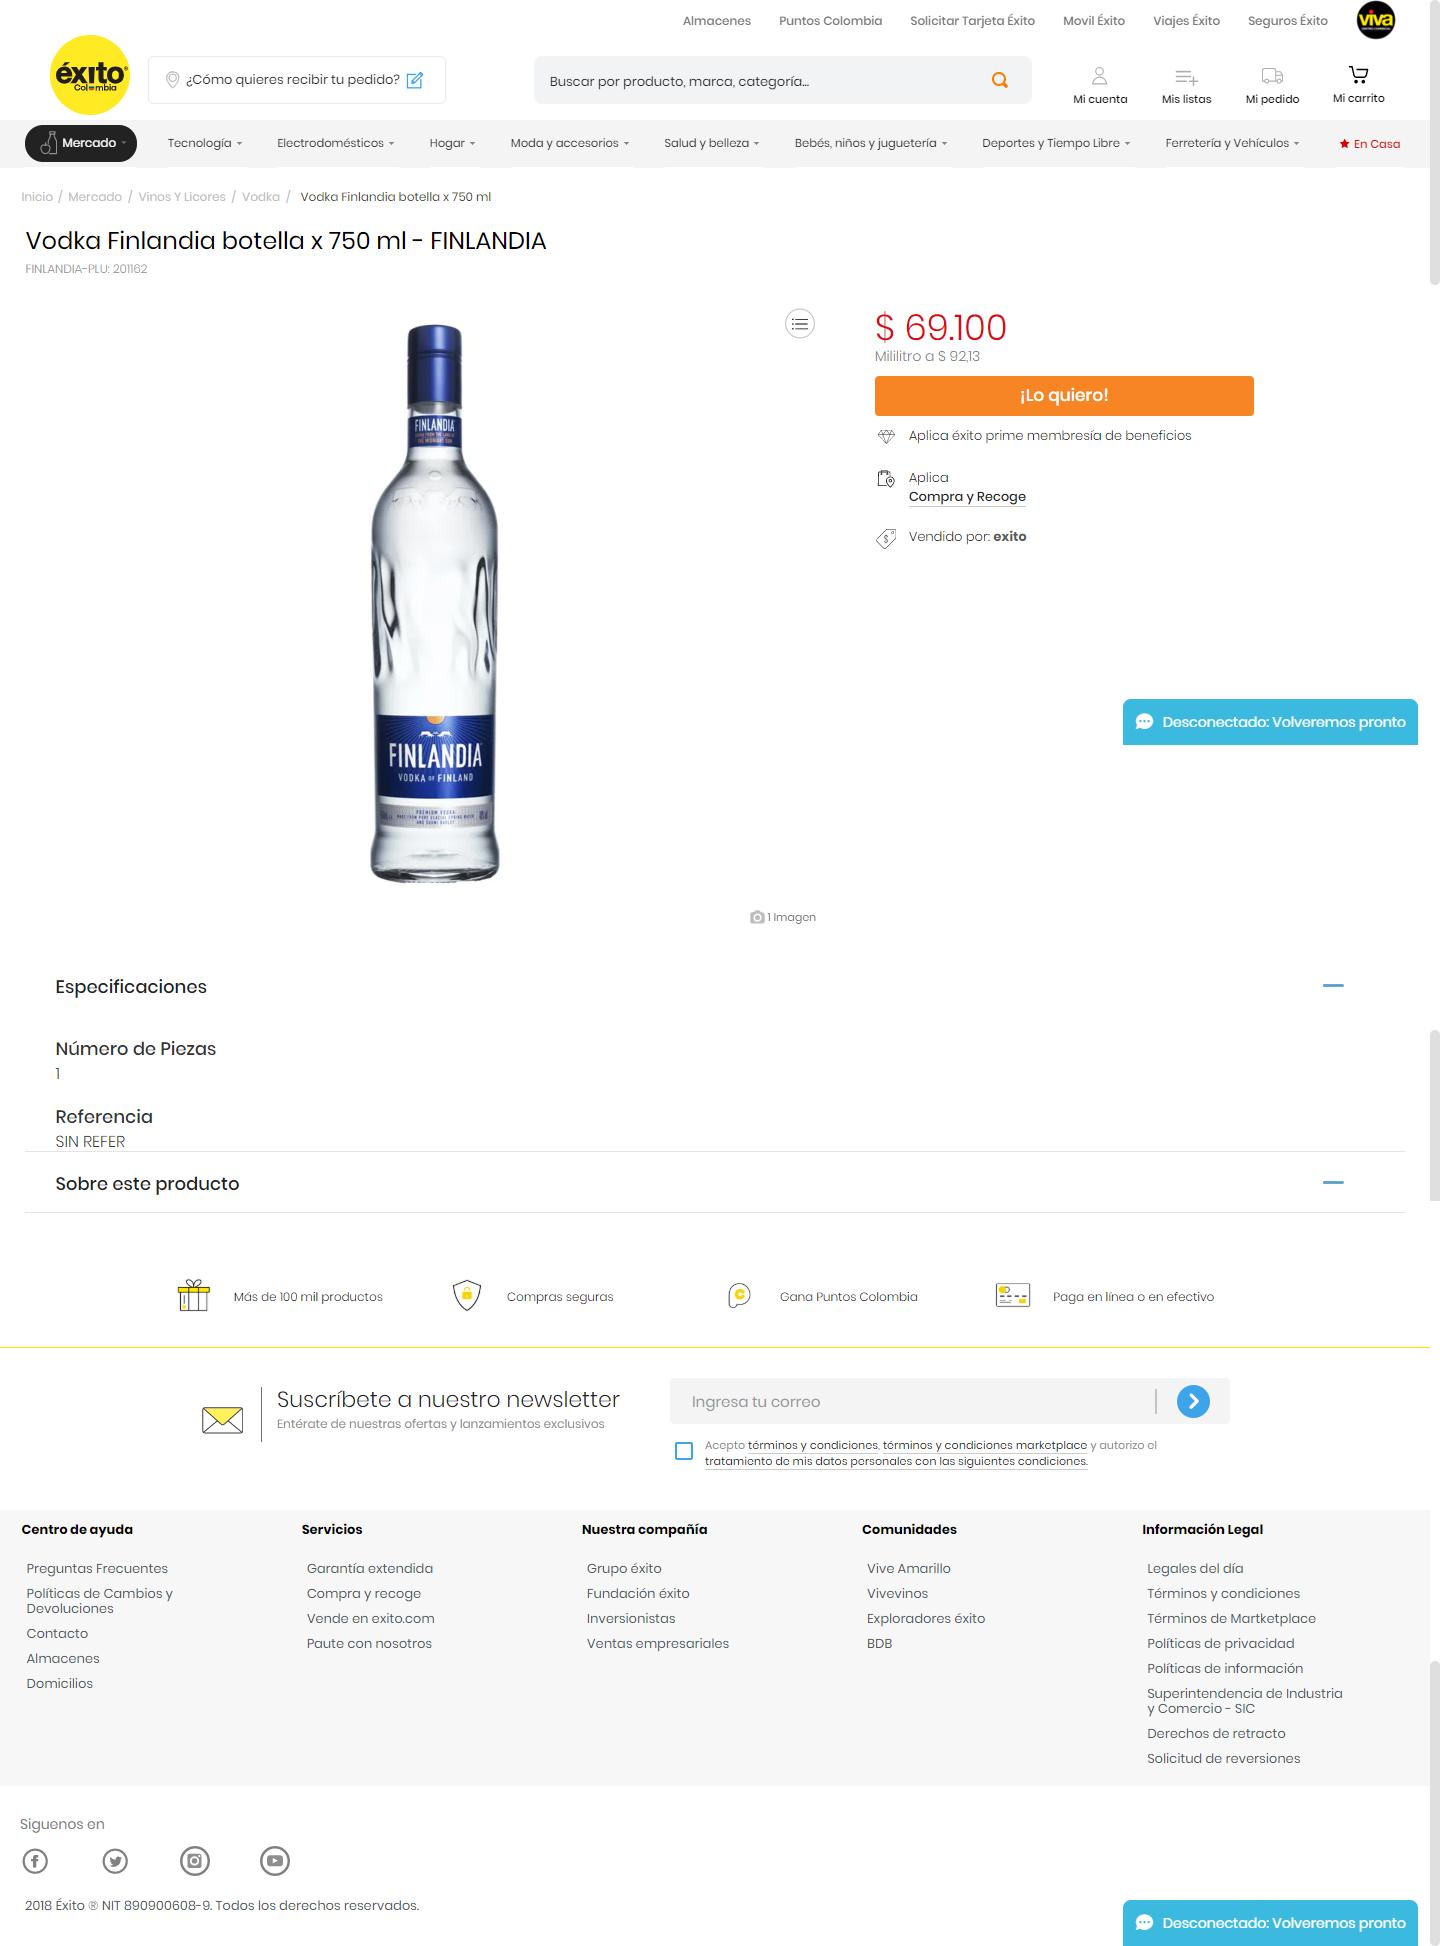 Almacenes Puntos Colombia Solicitar Tarjeta Éxito Movil Éxito Viajes Éxito Seguros Éxito viva
éxito
Colombia
¿Cómo quieres recibir tu pedido?
Buscar por producto, marca, categoría...
Mi cuenta Mis listas Mi pedido Mi carrito
Mercado Tecnología Electrodomésticos Hogar Moda y accesorios Salud y belleza Bebés, niños y juguetería Deportes y Tiempo Libre Ferretería y Vehículos En Casa
Inicio / Mercado / Vinos Y Licores / Vodka / Vodka Finlandia botella x 750 ml
Vodka Finlandia botella x 750 ml - FINLANDIA
FINLANDIA-PLU: 201162
FINLANDIA
FINLANDIA
VODKA OF FINLAND
PREMIUM VODKA
1 Imagen
$ 69.100
Mililitro a $ 92,13
¡Lo quiero!
Aplica éxito prime membresía de beneficios
Aplica
Compra y Recoge
Vendido por: exito
Desconectado: Volveremos pronto
Especificaciones
Número de Piezas
1
Referencia
SIN REFER
Sobre este producto
Más de 100 mil productos Compras seguras Gana Puntos Colombia Paga en línea o en efectivo
Suscríbete a nuestro newsletter
Entérate de nuestras ofertas y lanzamientos exclusivos
Ingresa tu correo
Acepto términos y condiciones, términos y condiciones marketplace y autorizo el
tratamiento de mis datos personales con las siguientes condiciones.
Centro de ayuda
Preguntas Frecuentes
Políticas de Cambios y
Devoluciones
Contacto
Almacenes
Domicilios
Servicios
Garantía extendida
Compra y recoge
Vende en exito.com
Paute con nosotros
Nuestra compañía
Grupo éxito
Fundación éxito
Inversionistas
Ventas empresariales
Comunidades
Vive Amarillo
Vivevinos
Exploradores éxito
BDB
Información Legal
Legales del día
Términos y condiciones
Términos de Martketplace
Políticas de privacidad
Políticas de información
Superintendencia de Industria
y Comercio - SIC
Derechos de retracto
Solicitud de reversiones
Siguenos en
2018 Éxito ® NIT 890900608-9. Todos los derechos reservados.
Desconectado: Volveremos pronto